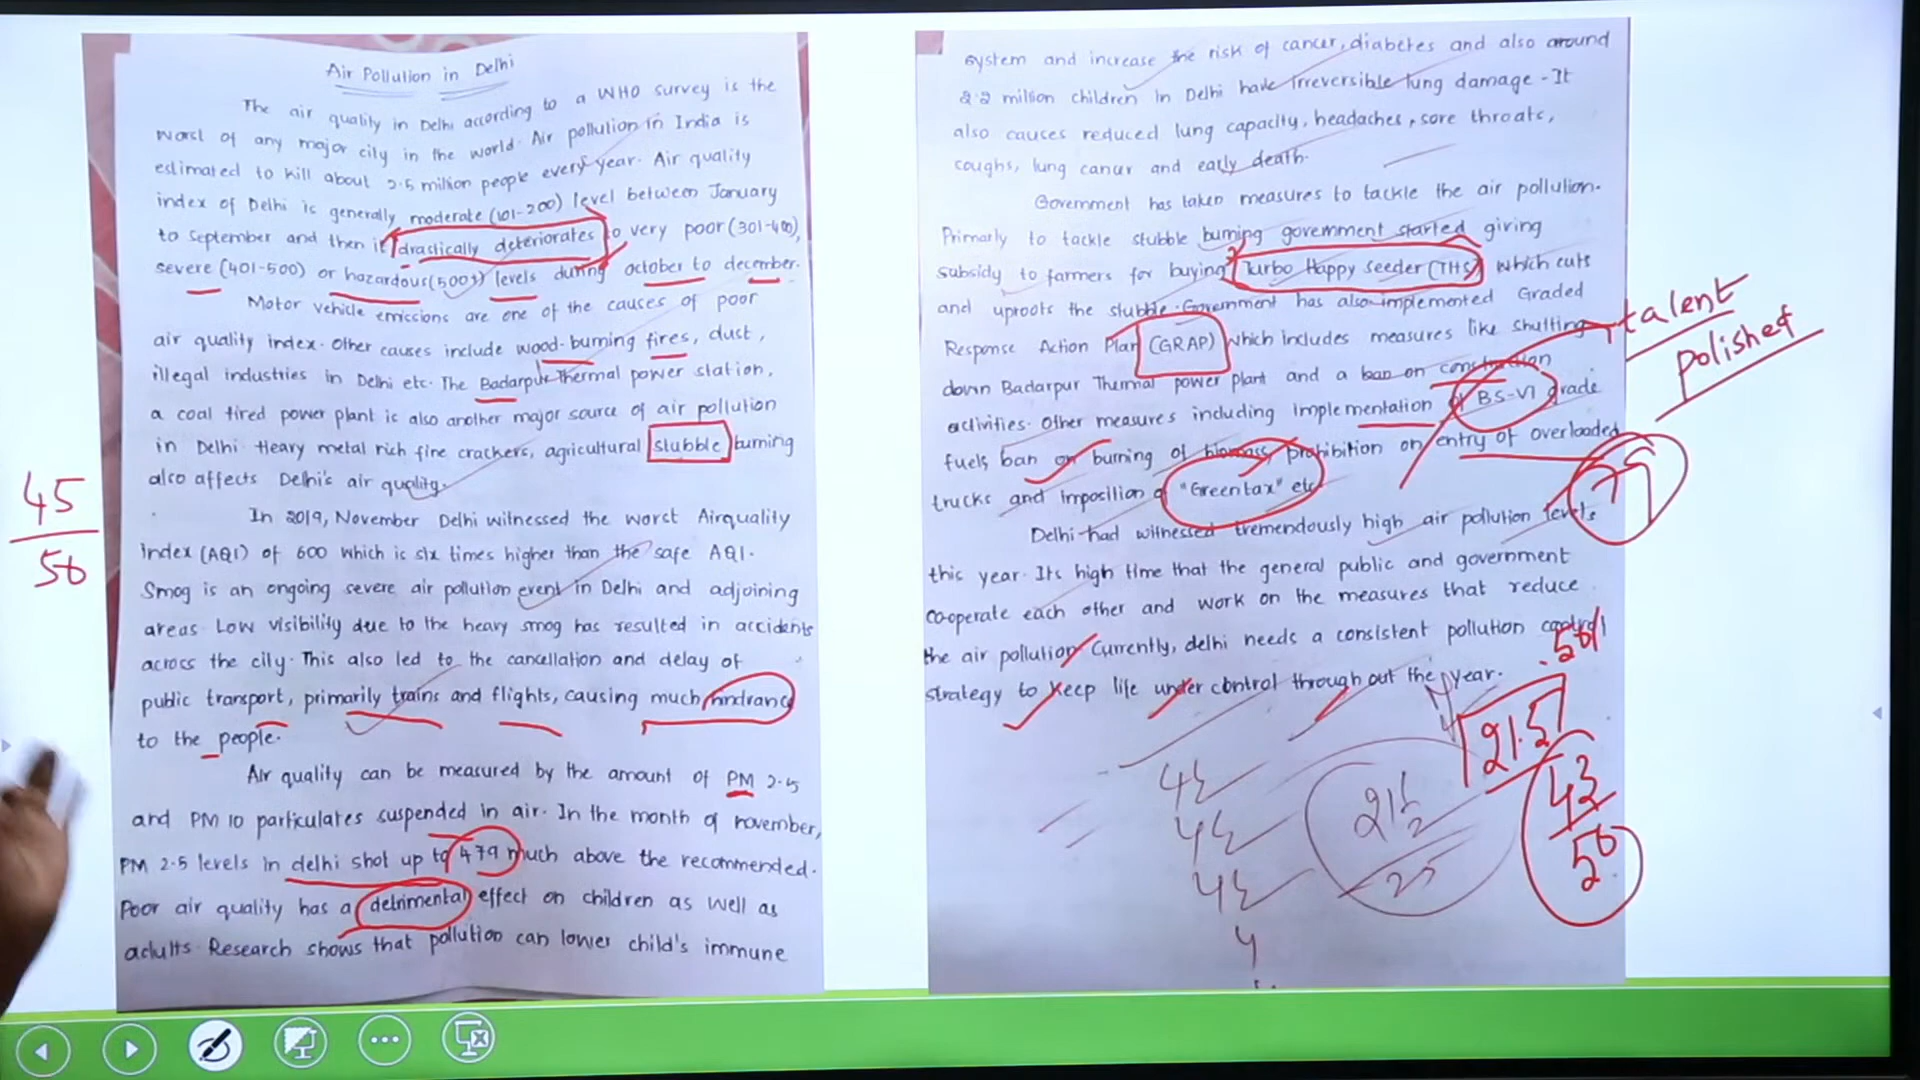 Air Pollution in Delhi
The air quality in Delhi according to a WHO survey is the
worst of any major city in the world. Air pollution in India is
estimated to kill about 2.5 million people every year. Air quality
index of Delhi is generally moderate (101-200) level between January
to September and then it drastically deteriorates to very poor (301-400),
severe (401-500) or hazardous (500+) levels during october to december.
Motor vehicle emissions are one of the causes of poor
air quality index. Other causes include wood-burning fires, dust,
illegal industries in Delhi etc. The Badarpur Thermal power station,
a coal fired power plant is also another major source of air pollution
in Delhi. Heavy metal rich fine crackers, agricultural stubble burning
also affects Delhi's air quality.
In 2019, November Delhi witnessed the worst Airquality
index (AQI) of 600 which is six times higher than the safe AQI.
Smog is an ongoing severe air pollution event in Delhi and adjoining
areas. Low visibility due to the heavy smog has resulted in accidents
across the city. This also led to the cancellation and delay of
public transport, primarily trains and flights, causing much hindrance
to the people.
Air quality can be measured by the amount of PM 2.5
and PM 10 particulates suspended in air. In the month of november,
PM 2.5 levels in delhi shot up to 479 much above the recommended.
Poor air quality has a detrimental effect on children as well as
adults. Research shows that pollution can lower child's immune
45
50
system and increase the risk of cancer, diabetes and also around
2.2 million children in Delhi have irreversible lung damage. It
also causes reduced lung capacity, headaches, sore throats,
coughs, lung cancer and early death.
Government has taken measures to tackle the air pollution.
Primarly to tackle stubble burning government started giving
subsidy to farmers for buying Turbo Happy Seeder (THS) which cuts
and uproots the stubble. Government has also implemented Graded
Response Action Plan (GRAP) which includes measures like shutting
down Badarpur Thermal power plant and a ban on construction
activities. Other measures including implementation of BS-VI grade
fuels, ban on burning of biomass, prohibition on entry of overloaded
trucks and imposition of "Green tax" etc
Delhi had witnessed tremendously high air pollution levels
this year. Its high time that the general public and government
co-operate each other and work on the measures that reduce
the air pollution. Currently, delhi needs a consistent pollution control
strategy to keep life under control through out the year.
talent
polished
21.5
43
50